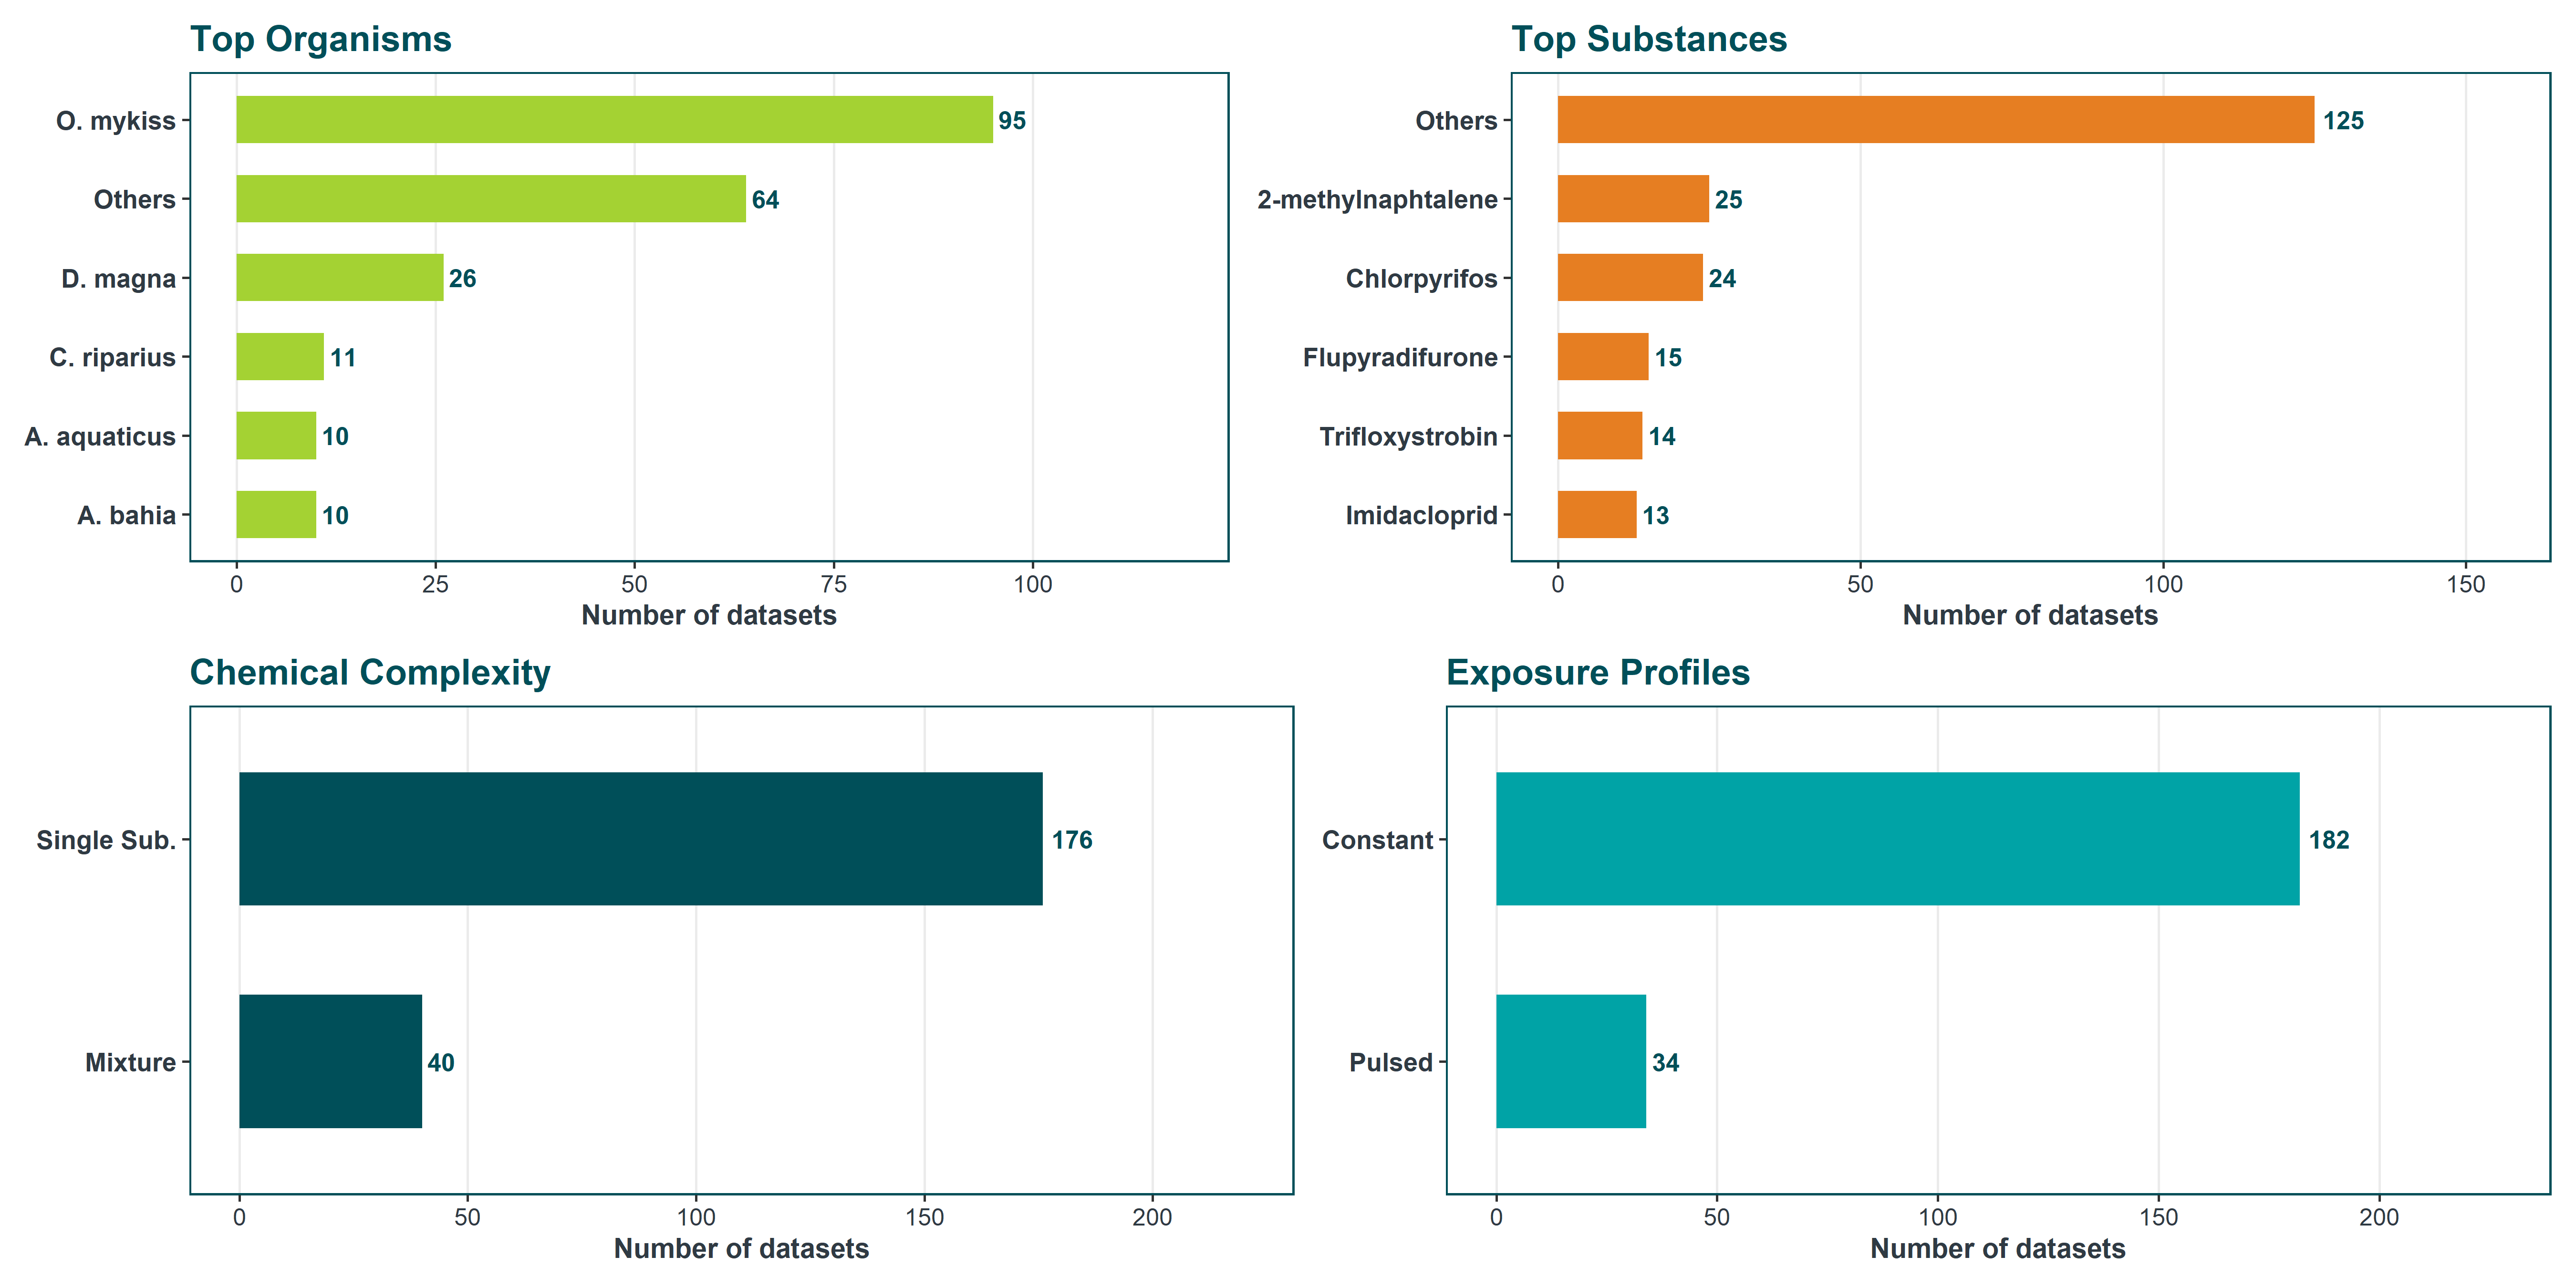 Top Organisms
O. mykiss
95
Others
64
D. magna
26
C. riparius
11
A. aquaticus
10
A. bahia
10
0 25 50 75 100
Number of datasets
Top Substances
Others
125
2-methylnaphtalene
25
Chlorpyrifos
24
Flupyradifurone
15
Trifloxystrobin
14
Imidacloprid
13
0 50 100 150
Number of datasets
Chemical Complexity
Single Sub.
176
Mixture
40
0 50 100 150 200
Number of datasets
Exposure Profiles
Constant
182
Pulsed
34
0 50 100 150 200
Number of datasets